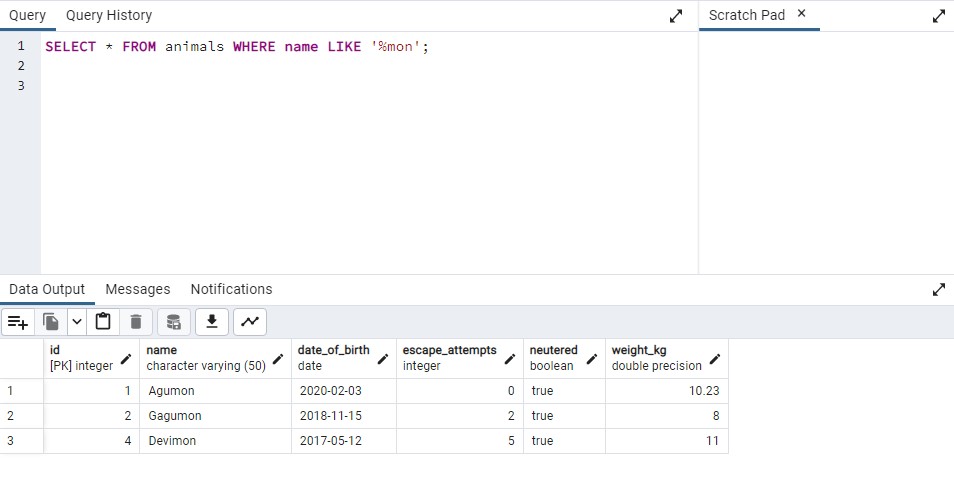 Query Query History Scratch Pad ×
1 SELECT * FROM animals WHERE name LIKE '%mon';
2
3
Data Output Messages Notifications
id name date_of_birth escape_attempts neutered weight_kg
[PK] integer character varying (50) date integer boolean double precision
1 1 Agumon 2020-02-03 0 true 10.23
2 2 Gagumon 2018-11-15 2 true 8
3 4 Devimon 2017-05-12 5 true 11